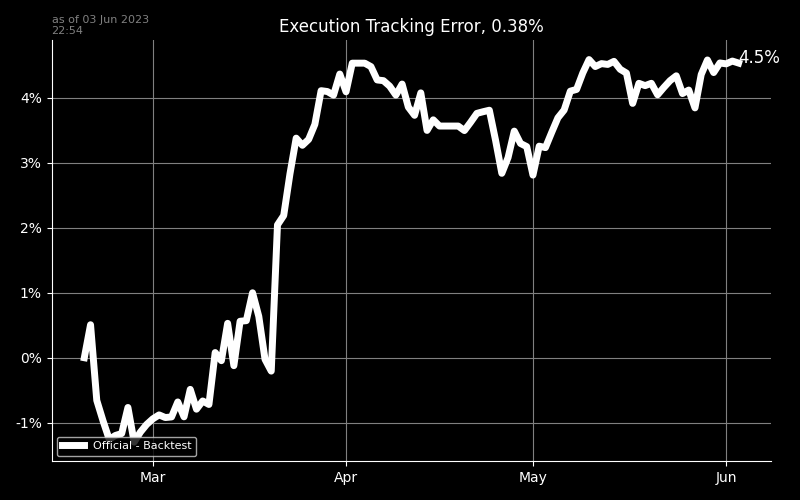 as of 03 Jun 2023
22:54
Execution Tracking Error, 0.38%
4.5%
4%
3%
2%
1%
0%
-1%
Official - Backtest
Mar
Apr
May
Jun